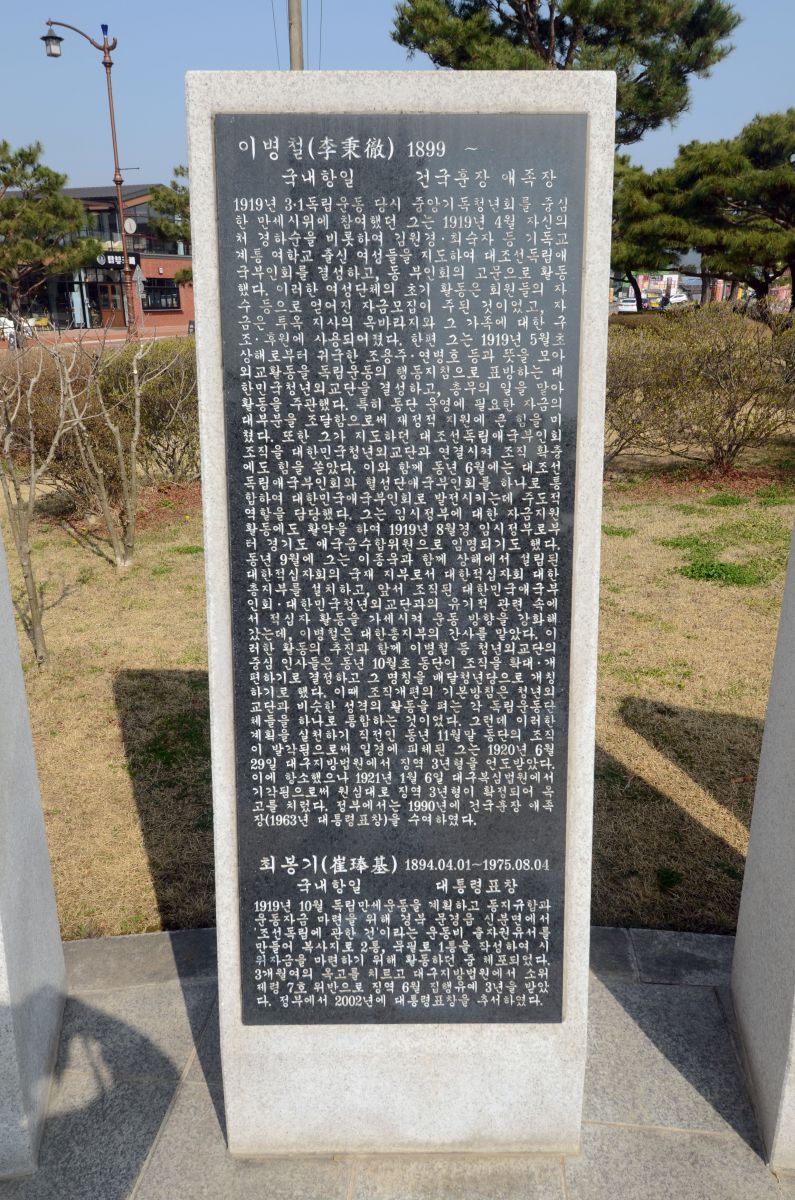 이병철(李秉徹) 1899 ~
국내항일 건국훈장 애족장
1919년 3·1독립운동 당시 중앙기독청년회를 중심
한 만세시위에 참여했던 그는 1919년 4월 자신의
처 경하순을 비롯하여 김원경·최숙자 등 기독교
계통 여학교 출신 여성들을 지도하여 대조선독립애
국부인회를 결성하고, 동 부인회의 고문으로 활동
했다. 이러한 여성단체의 초기 활동은 회원들의 자
수 등으로 얻어진 자금모집이 주된 것이었고, 자
금은 투옥 지사의 옥바라지와 그 가족에 대한 구
조·후원에 사용되어졌다. 한편 그는 1919년 5월초
상해로부터 귀국한 조용주·연병호 등과 뜻을 모아
외교활동을 독립운동의 행동지침으로 표방하는 대
한민국청년외교단을 결성하고, 총무의 일을 맡아
활동을 주관했다. 특히 동단 운영에 필요한 자금의
대부분을 조달함으로써 재정적 지원에 큰 힘을 미
쳤다. 또한 그가 지도하던 대조선독립애국부인회
조직을 대한민국청년외교단과 연결시켜 조직 확충
에도 힘을 쏟았다. 이와 함께 동년 6월에는 대조선
독립애국부인회와 혈성단애국부인회를 하나로 통
합하여 대한민국애국부인회로 발전시키는데 주도적
역할을 담당했다. 그는 임시정부에 대한 자금지원
활동에도 활약을 하여 1919년 8월경 임시정부로부
터 경기도 애국금수합위원으로 임명되기도 했다.
동년 9월에 그는 이종욱과 함께 상해에서 설립된
대한적십자회의 국재 지부로서 대한적십자회 대한
총지부를 설치하고, 앞서 조직된 대한민국애국부
인회·대한민국청년외교단과의 유기적 관련 속에
서 적십자 활동을 가세시켜 운동 방향을 강화해
갔는데, 이병철은 대한총지부의 간사를 맡았다. 이
러한 활동의 추진과 함께 이병철 등 청년외교단의
중심 인사들은 동년 10월초 동단이 조직을 확대·개
편하기로 결정하고 그 명칭을 배달청년단으로 개칭
하기로 했다. 이때 조직개편의 기본방침은 청년외
교단과 비슷한 성격의 활동을 펴는 각 독립운동단
체들을 하나로 통합하는 것이었다. 그런데 이러한
계획을 실천하기 직전인 동년 11월말 동단의 조직
이 발각됨으로써 일경에 피체된 그는 1920년 6월
29일 대구지방법원에서 징역 3년형을 언도받았다.
이에 항소했으나 1921년 1월 6일 대구복심법원에서
기각됨으로써 원심대로 징역 3년형이 확정되어 옥
고를 치렀다. 정부에서는 1990년에 건국훈장 애족
장(1963년 대통령표창)을 수여하였다.
최봉기(崔琫基) 1894.04.01~1975.08.04
국내항일 대통령표창
1919년 10월 독립만세운동을 계획하고 동지규합과
운동자금 마련을 위해 경북 문경읍 신북면에서
'조선독립에 관한 건'이라는 운동비 출자권유서를
만들어 복사지로 2통, 묵필로 1통을 작성하여 시
위자금을 마련하기 위해 활동하던 중 체포되었다.
3개월여의 옥고를 치르고 대구지방법원에서 소위
제령 7호 위반으로 징역 6월 집행유예 3년을 받았
다. 정부에서 2002년에 대통령표창을 추서하였다.